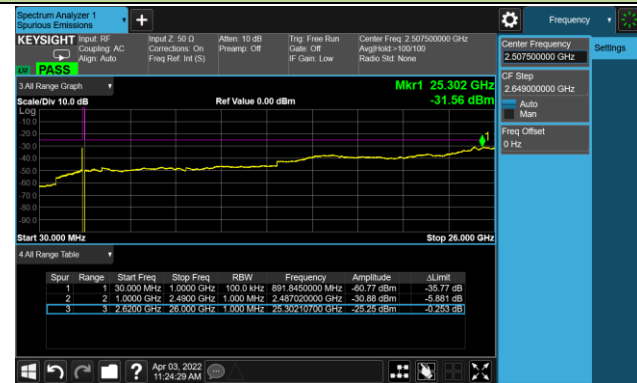 Spectrum Analyzer 1
Spurious Emissions
Frequency
KEYSIGHT Input: RF
Coupling: AC
Align: Auto
Input Z: 50 Ω
Corrections: On
Freq Ref: Int (S)
Atten: 10 dB
Preamp: Off
Trig: Free Run
Gate: Off
IF Gain: Low
Center Freq: 2.507500000 GHz
Avg|Hold:>100/100
Radio Std: None
PASS
Center Frequency
2.507500000 GHz
Settings
CF Step
2.649000000 GHz
Auto
Man
Freq Offset
0 Hz
3 All Range Graph
Mkr1 25.302 GHz
Scale/Div 10.0 dB
Ref Value 0.00 dBm
-31.56 dBm
Log
-10.0
-20.0
-30.0
-40.0
-50.0
-60.0
-70.0
-80.0
-90.0
1
Start 30.000 MHz
Stop 26.000 GHz
4 All Range Table
Spur Range Start Freq Stop Freq RBW Frequency Amplitude ΔLimit
1 1 30.000 MHz 1.0000 GHz 100.0 kHz 891.8450000 MHz -60.77 dBm -35.77 dB
2 2 1.0000 GHz 2.4900 GHz 1.000 MHz 2.487020000 GHz -30.88 dBm -5.881 dB
3 3 2.6200 GHz 26.000 GHz 1.000 MHz 25.30210700 GHz -25.25 dBm -0.253 dB
?
Apr 03, 2022
11:24:29 AM